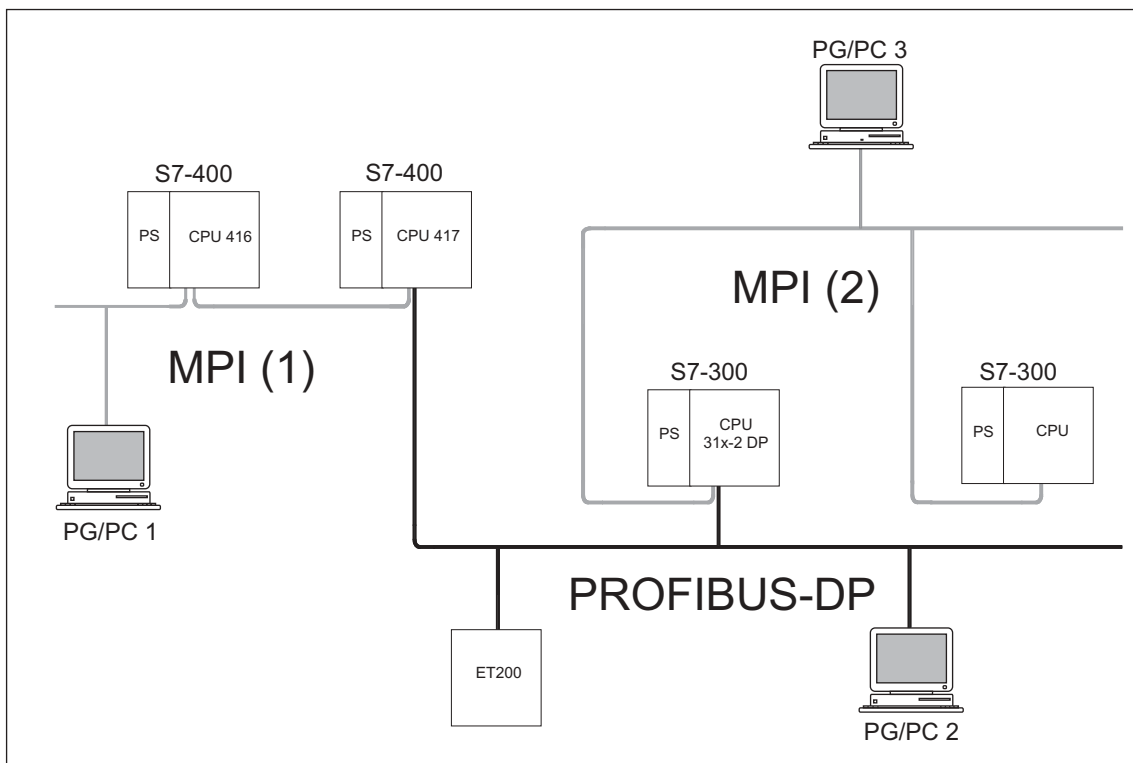 PG/PC 3
S7-400
S7-400
PS
CPU 416
PS
CPU 417
MPI (2)
MPI (1)
S7-300
S7-300
PS
CPU
31x-2 DP
PS
CPU
PG/PC 1
PROFIBUS-DP
ET200
PG/PC 2